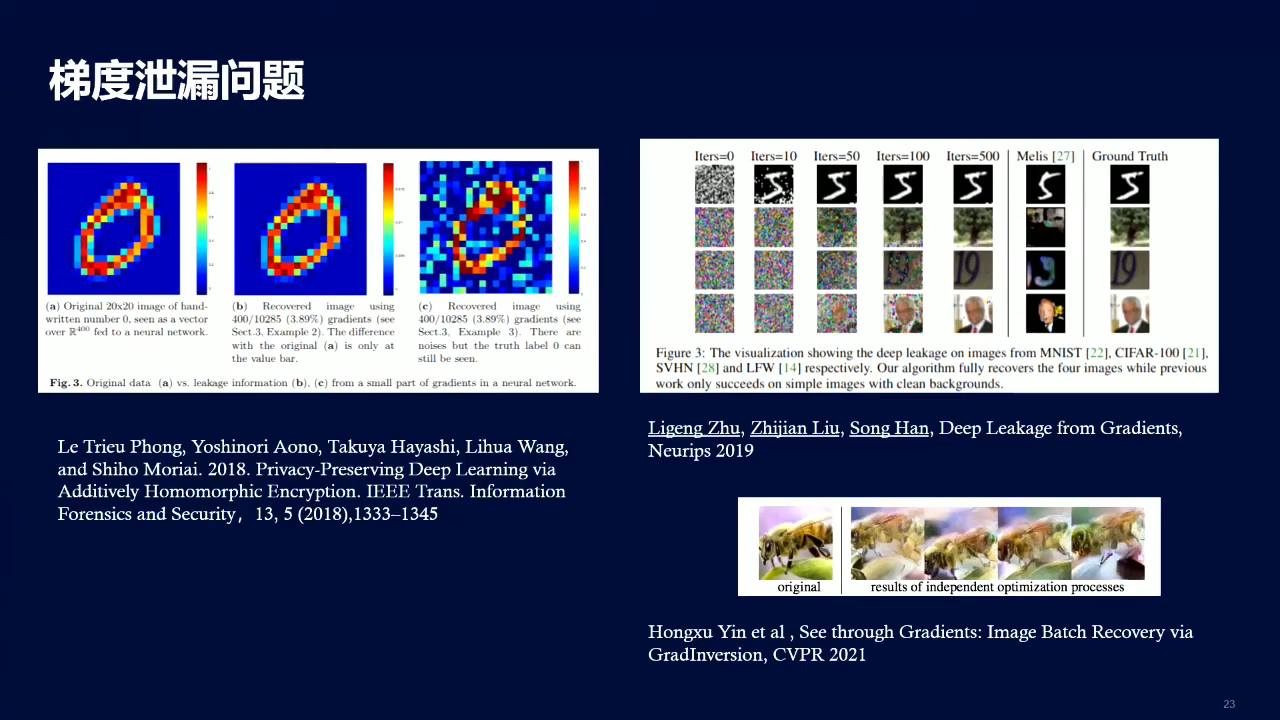 梯度泄漏问题
(a) Original 20x20 image of hand-
written number 0, seen as a vector
over ℝ⁴⁰⁰ fed to a neural network.
(b) Recovered image using
400/10285 (3.89%) gradients (see
Sect.3, Example 2). The difference
with the original (a) is only at
the value bar.
(c) Recovered image using
400/10285 (3.89%) gradients (see
Sect.3, Example 3). There are
noises but the truth label 0 can
still be seen.
Fig. 3. Original data (a) vs. leakage information (b), (c) from a small part of gradients in a neural network.
Le Trieu Phong, Yoshinori Aono, Takuya Hayashi, Lihua Wang,
and Shiho Moriai. 2018. Privacy-Preserving Deep Learning via
Additively Homomorphic Encryption. IEEE Trans. Information
Forensics and Security，13, 5 (2018),1333–1345
Iters=0 Iters=10 Iters=50 Iters=100 Iters=500 Melis [27] Ground Truth
Figure 3: The visualization showing the deep leakage on images from MNIST [22], CIFAR-100 [21],
SVHN [28] and LFW [14] respectively. Our algorithm fully recovers the four images while previous
work only succeeds on simple images with clean backgrounds.
Ligeng Zhu, Zhijian Liu, Song Han, Deep Leakage from Gradients,
Neurips 2019
original results of independent optimization processes
Hongxu Yin et al , See through Gradients: Image Batch Recovery via
GradInversion, CVPR 2021
23